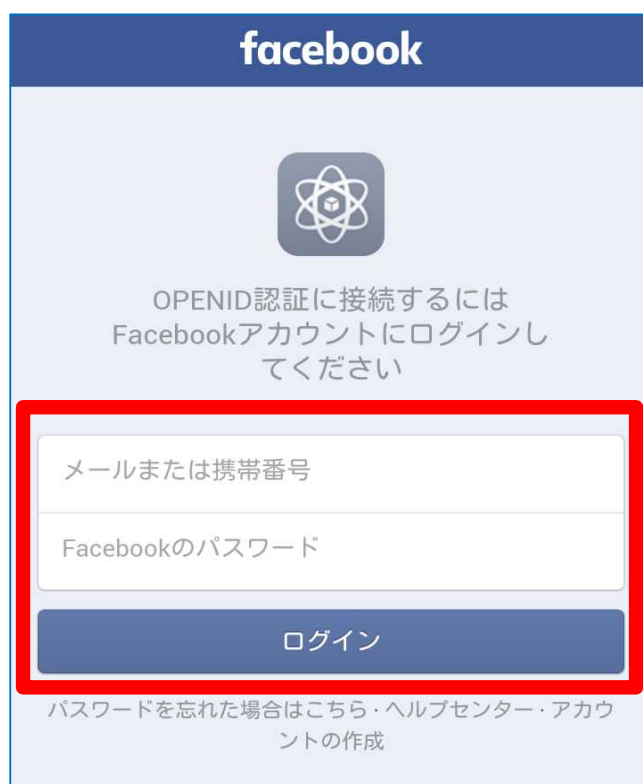 facebook
OPENID認証に接続するには
Facebookアカウントにログインし
てください
メールまたは携帯番号
Facebookのパスワード
ログイン
パスワードを忘れた場合はこちら·ヘルプセンター·アカウ
ントの作成